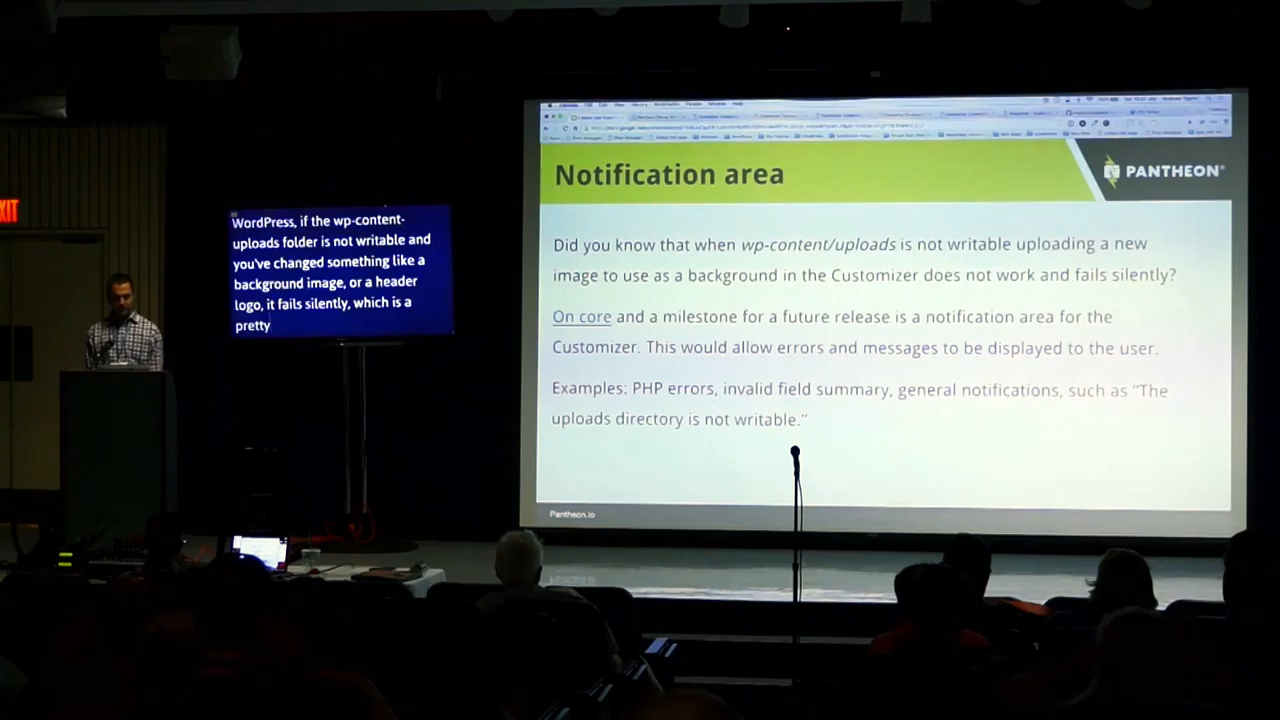 EXIT
WordPress, if the wp-content-
uploads folder is not writable and
you've changed something like a
background image, or a header
logo, it fails silently, which is a
pretty
Notification area
PANTHEON®
Did you know that when wp-content/uploads is not writable uploading a new
image to use as a background in the Customizer does not work and fails silently?
On core and a milestone for a future release is a notification area for the
Customizer. This would allow errors and messages to be displayed to the user.
Examples: PHP errors, invalid field summary, general notifications, such as “The
uploads directory is not writable.”
Pantheon.io